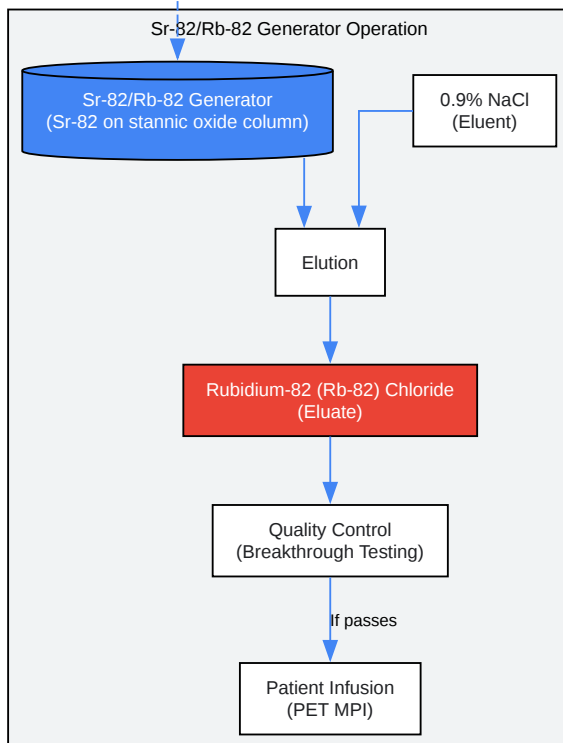 Sr-82/Rb-82 Generator Operation
Sr-82/Rb-82 Generator
(Sr-82 on stannic oxide column)
0.9% NaCl
(Eluent)
Elution
Rubidium-82 (Rb-82) Chloride
(Eluate)
Quality Control
(Breakthrough Testing)
If passes
Patient Infusion
(PET MPI)